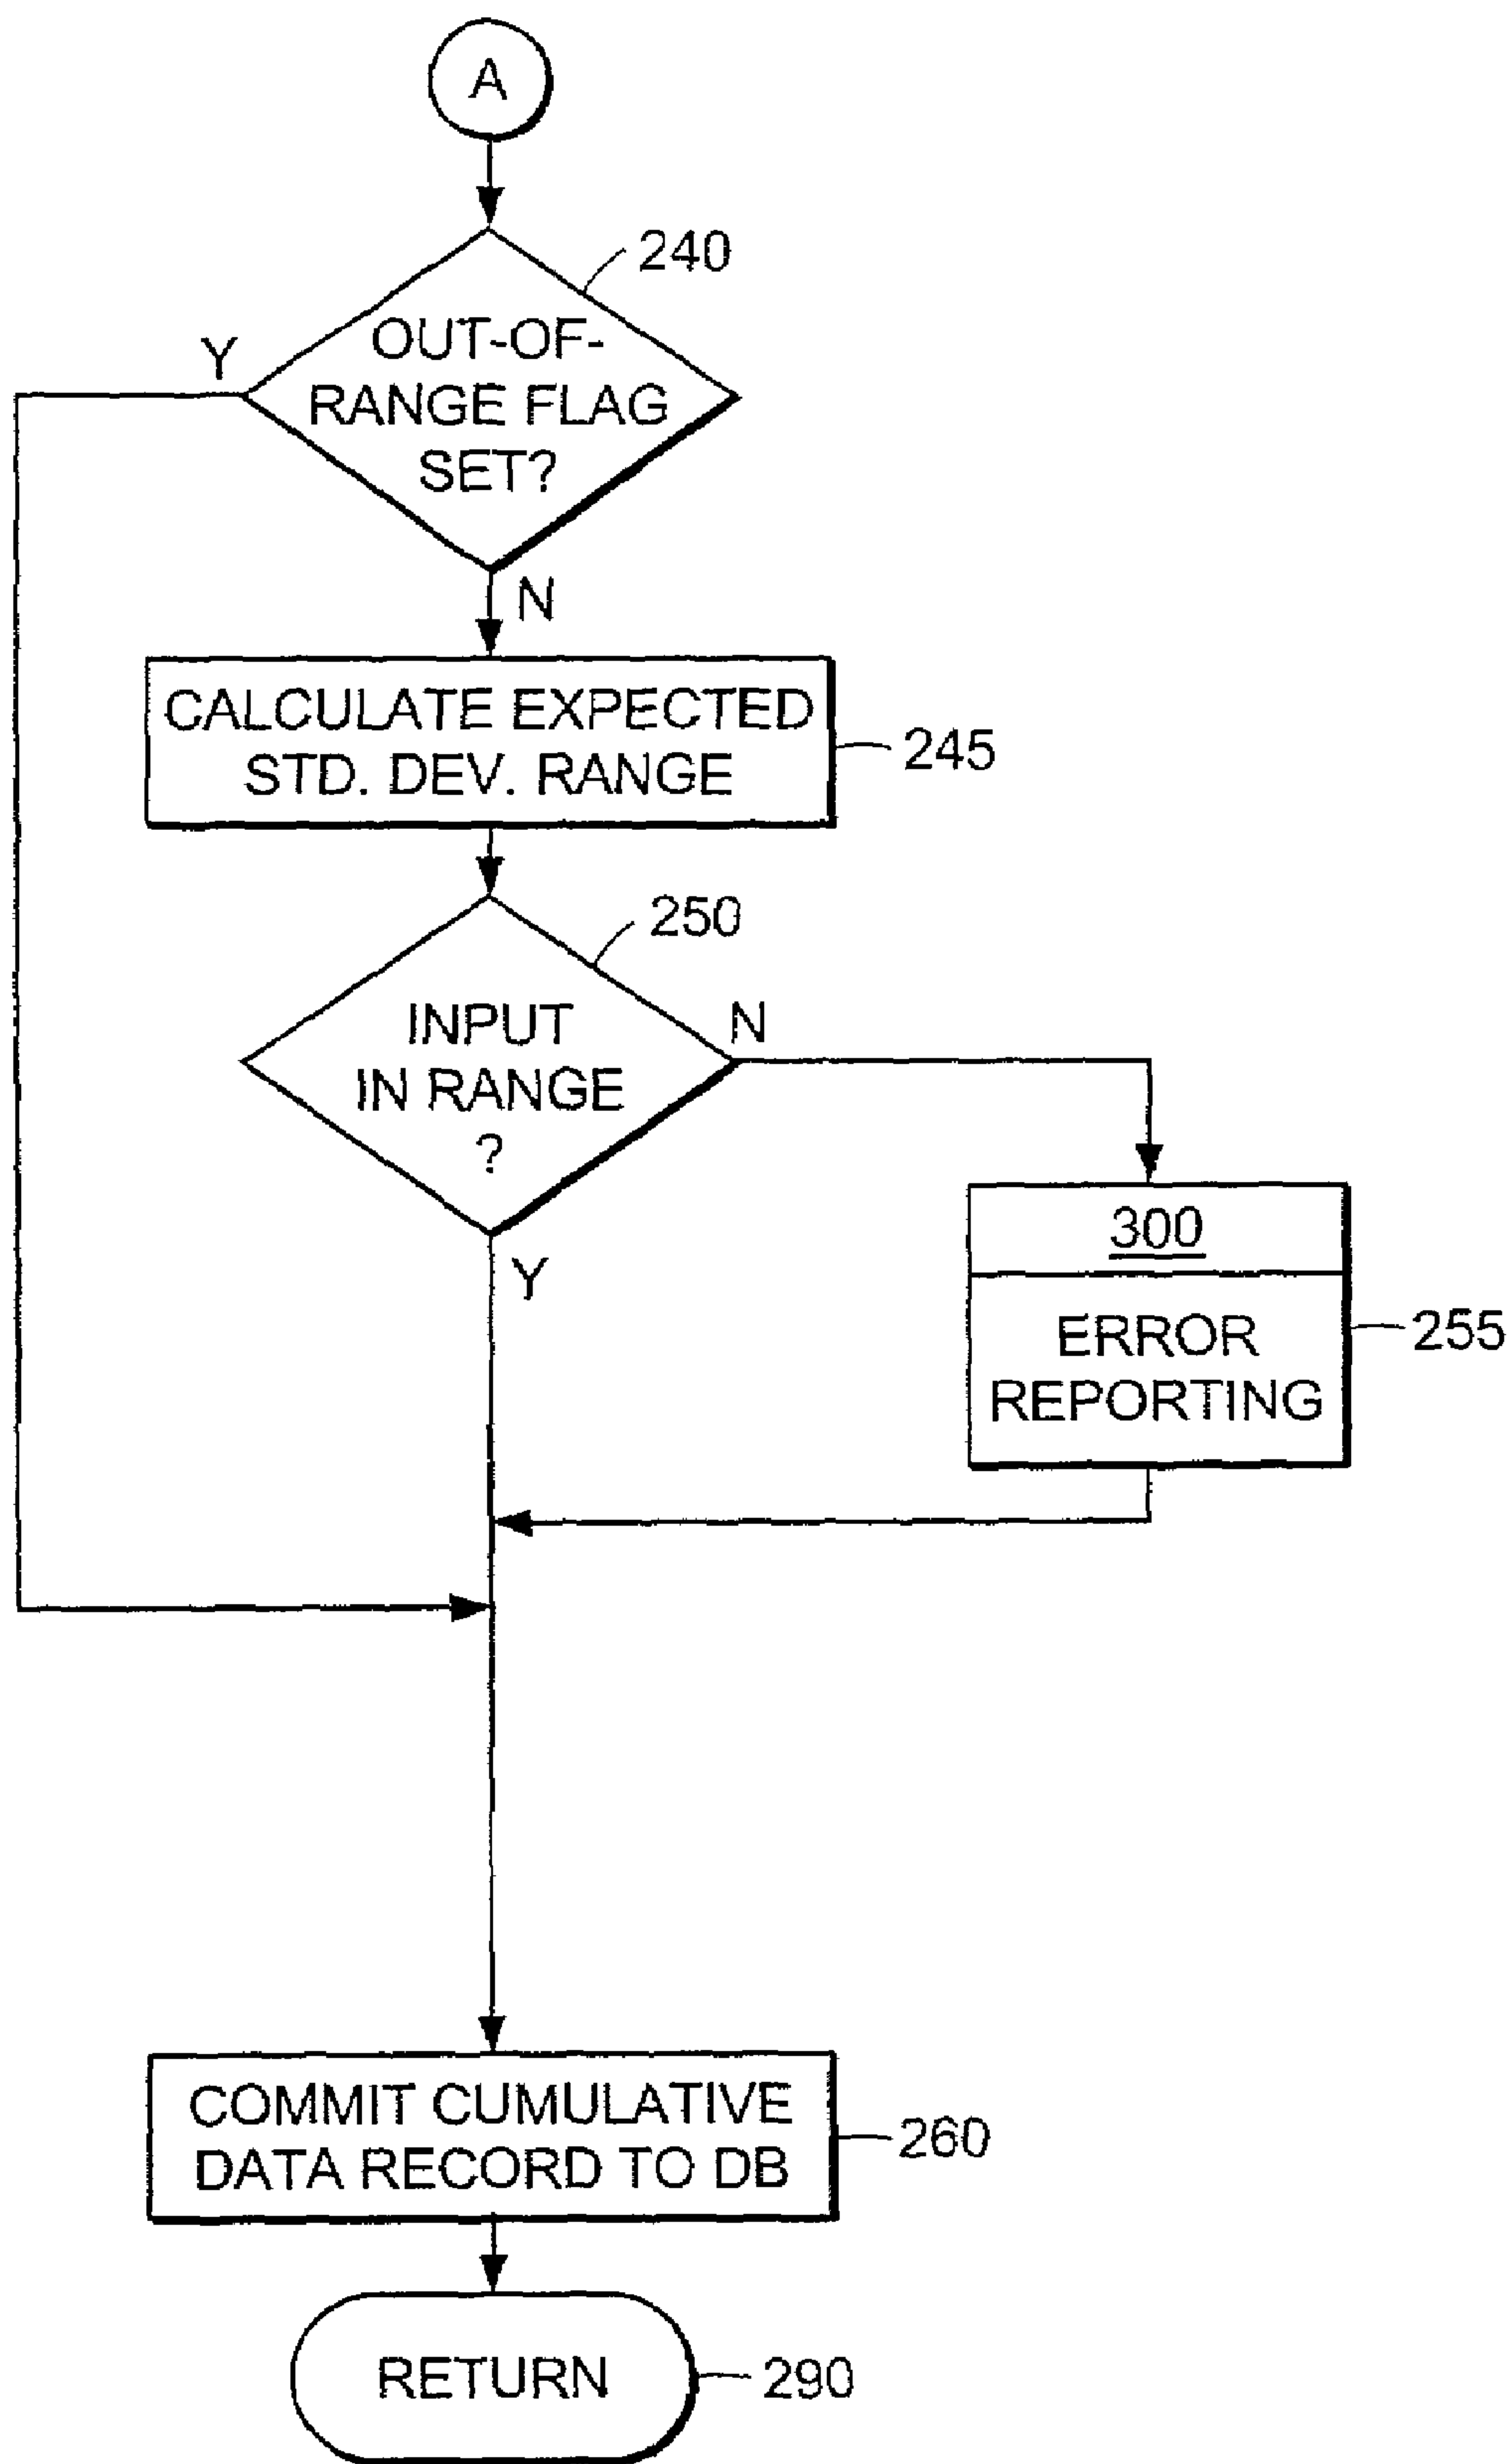 A
240
Y
OUT-OF-
RANGE FLAG
SET?
N
CALCULATE EXPECTED
STD. DEV. RANGE
245
250
INPUT
IN RANGE
?
N
Y
300
ERROR
REPORTING
255
COMMIT CUMULATIVE
DATA RECORD TO DB
260
RETURN
290